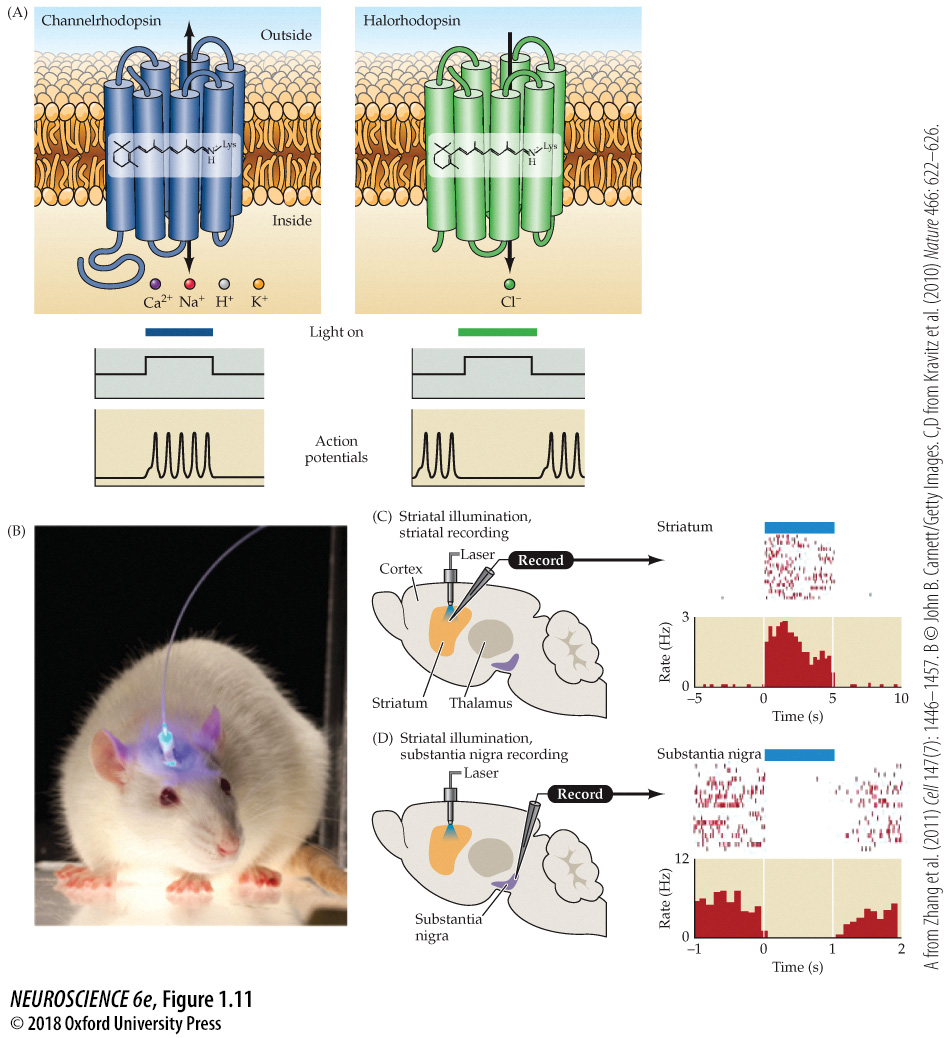 (A)
Channelrhodopsin
Outside
Lys
N
H
Inside
Ca²⁺ Na⁺ H⁺ K⁺
Halorhodopsin
Lys
N
H
Cl⁻
Light on
Action
potentials
(B)
(C) Striatal illumination,
striatal recording
Laser
Record
Cortex
Striatum
Thalamus
Striatum
3
Rate (Hz)
0
–5 0 5 10
Time (s)
(D) Striatal illumination,
substantia nigra recording
Laser
Record
Substantia
nigra
Substantia nigra
12
Rate (Hz)
0
–1 0 1 2
Time (s)
A from Zhang et al. (2011) Cell 147(7): 1446–1457. B © John B. Carnett/Getty Images. C,D from Kravitz et al. (2010) Nature 466: 622–626.
NEUROSCIENCE 6e, Figure 1.11
© 2018 Oxford University Press